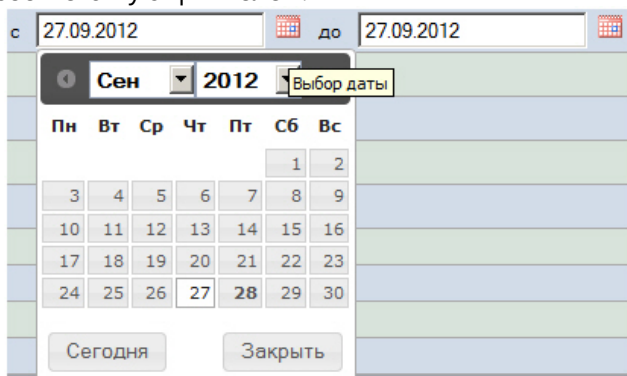 с 27.09.2012 до 27.09.2012
Сен 2012
Выбор даты
Пн Вт Ср Чт Пт Сб Вс
1 2
3 4 5 6 7 8 9
10 11 12 13 14 15 16
17 18 19 20 21 22 23
24 25 26 27 28 29 30
Сегодня Закрыть